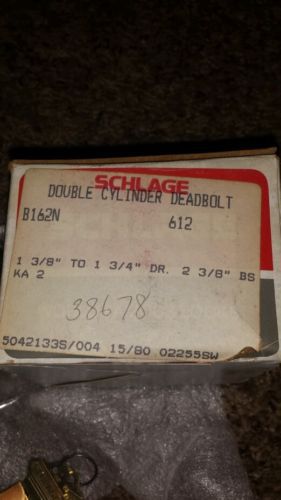 SCHLAGE
DOUBLE CYLINDER DEADBOLT
B162N 612
1 3/8" TO 1 3/4" DR. 2 3/8" BS
KA 2
38678
5042133S/004 15/80 02255SW